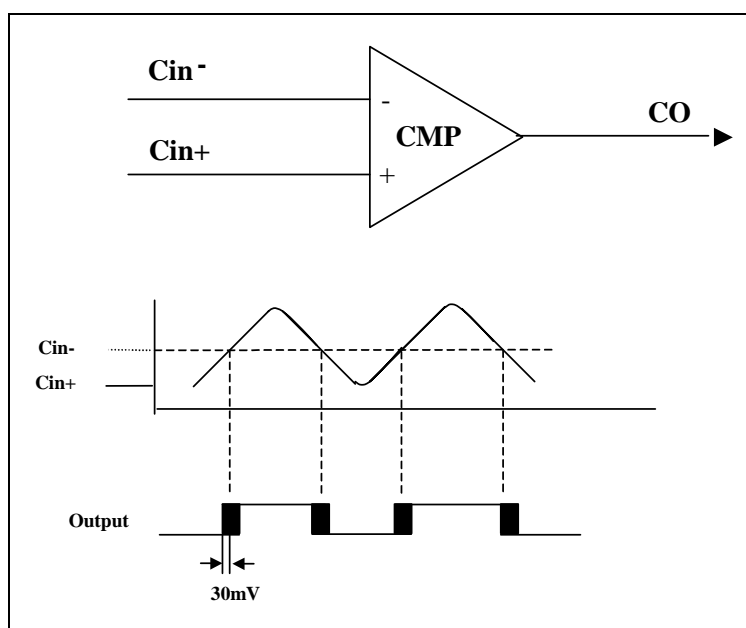 Cin -
-
CMP
CO
Cin+
+
Cin-
Cin+
Output
30mV